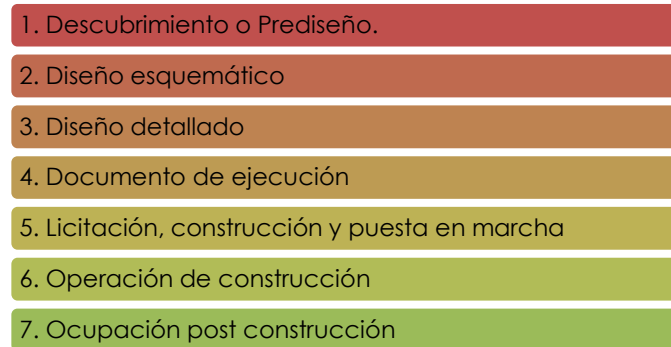 1. Descubrimiento o Prediseño.
2. Diseño esquemático
3. Diseño detallado
4. Documento de ejecución
5. Licitación, construcción y puesta en marcha
6. Operación de construcción
7. Ocupación post construcción